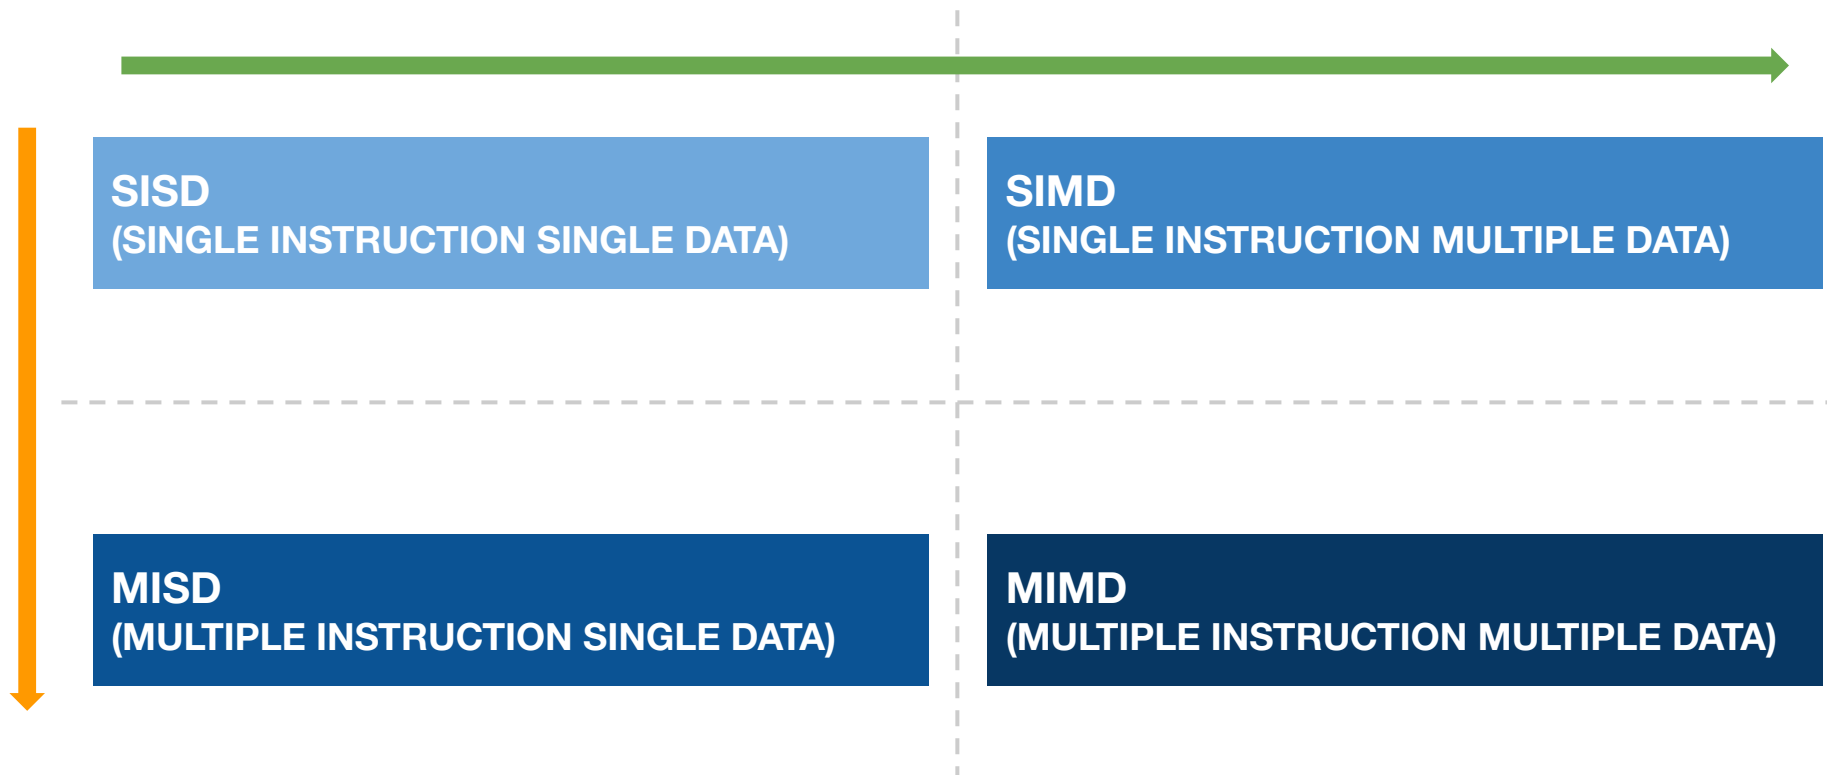 SISD
(SINGLE INSTRUCTION SINGLE DATA)
SIMD
(SINGLE INSTRUCTION MULTIPLE DATA)
MISD
(MULTIPLE INSTRUCTION SINGLE DATA)
MIMD
(MULTIPLE INSTRUCTION MULTIPLE DATA)